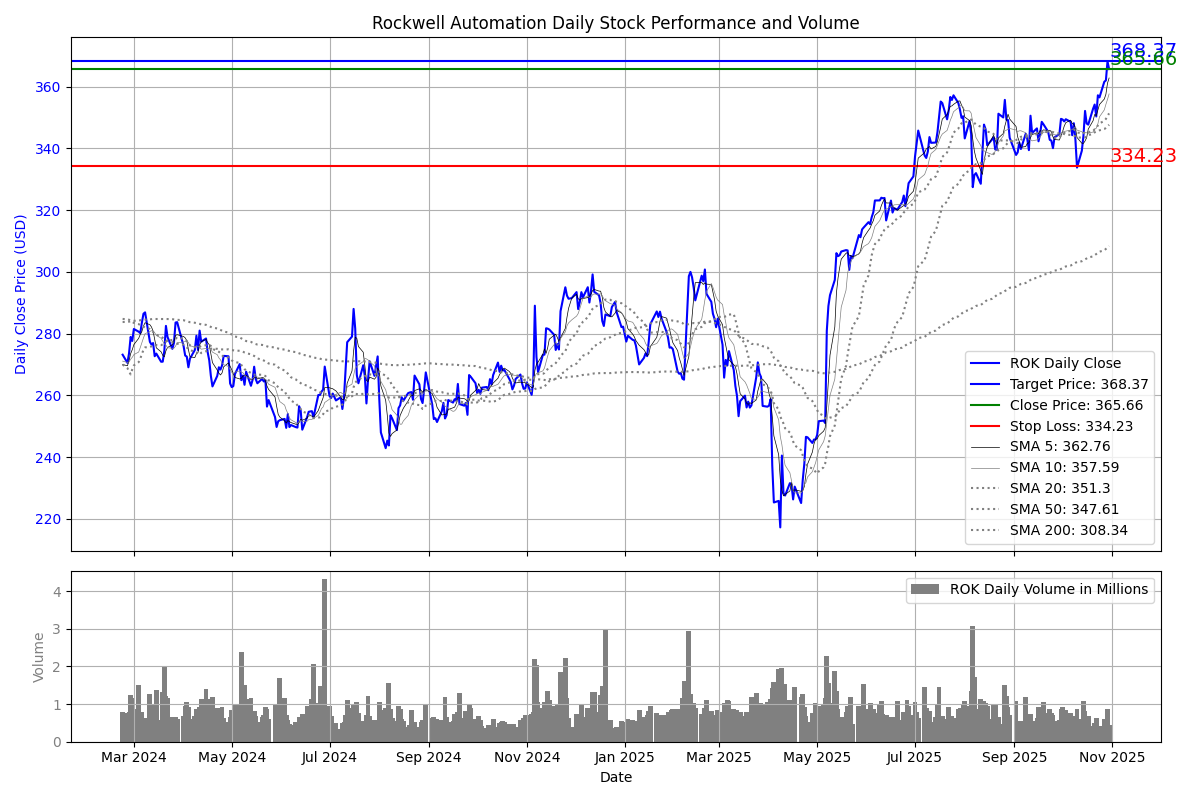 Rockwell Automation Daily Stock Performance and Volume
368.37
365.66
334.23
Daily Close Price (USD)
360
340
320
300
280
260
240
220
ROK Daily Close
Target Price: 368.37
Close Price: 365.66
Stop Loss: 334.23
SMA 5: 362.76
SMA 10: 357.59
SMA 20: 351.3
SMA 50: 347.61
SMA 200: 308.34
Volume
4
3
2
1
0
ROK Daily Volume in Millions
Mar 2024 May 2024 Jul 2024 Sep 2024 Nov 2024 Jan 2025 Mar 2025 May 2025 Jul 2025 Sep 2025 Nov 2025
Date